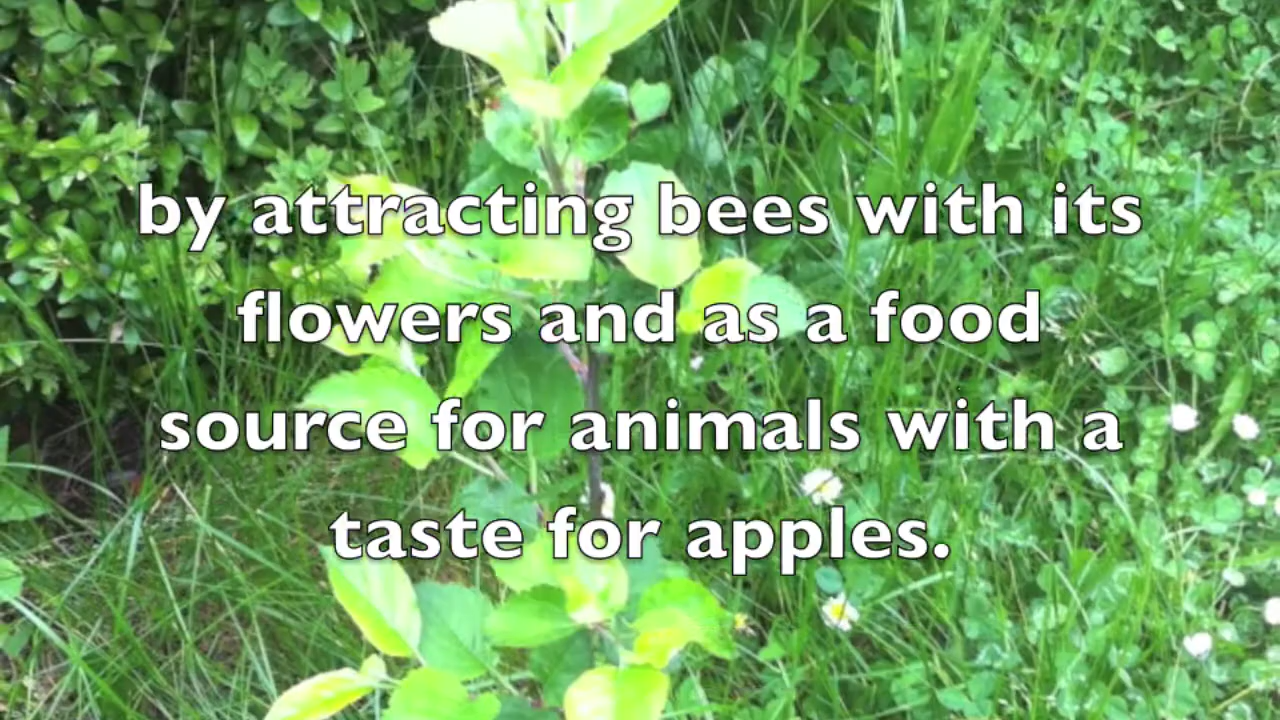 by attracting bees with its
flowers and as a food
source for animals with a
taste for apples.